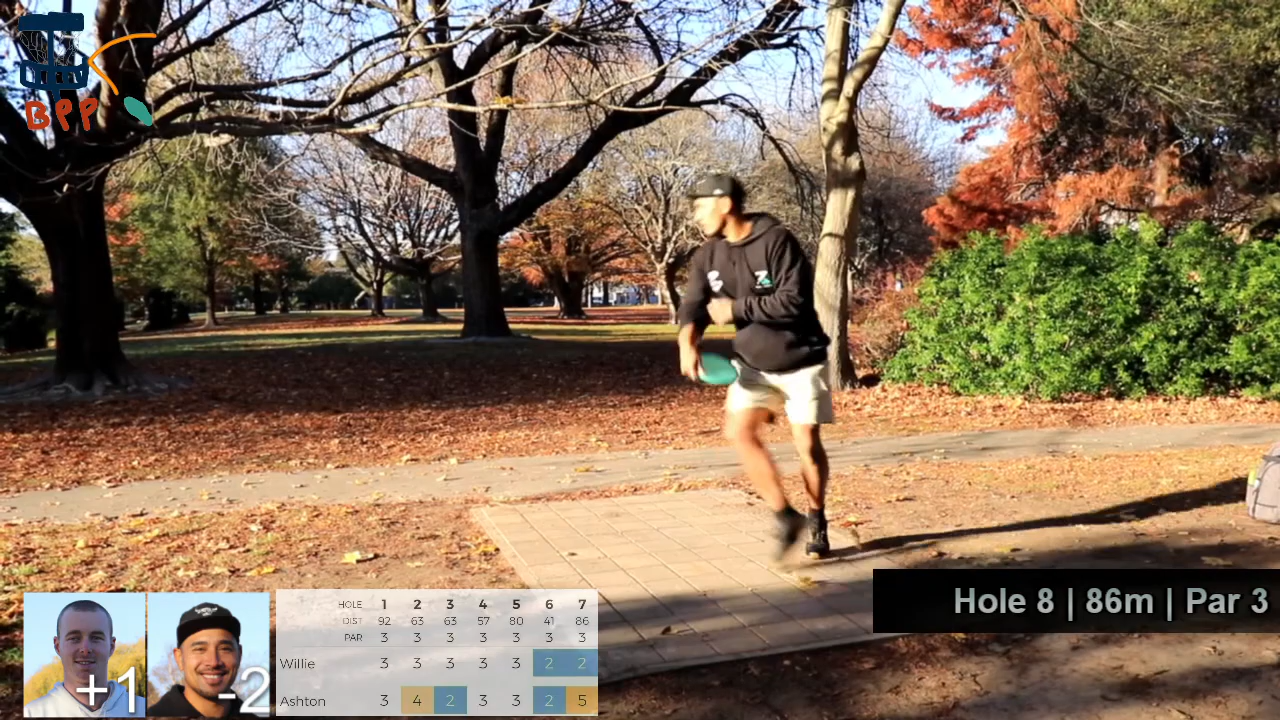 BPP
Hole 8 | 86m | Par 3
+1
-2
HOLE 1 2 3 4 5 6 7
DIST 92 63 63 57 80 41 86
PAR 3 3 3 3 3 3 3
Willie 3 3 3 3 3 2 2
Ashton 3 4 2 3 3 2 5